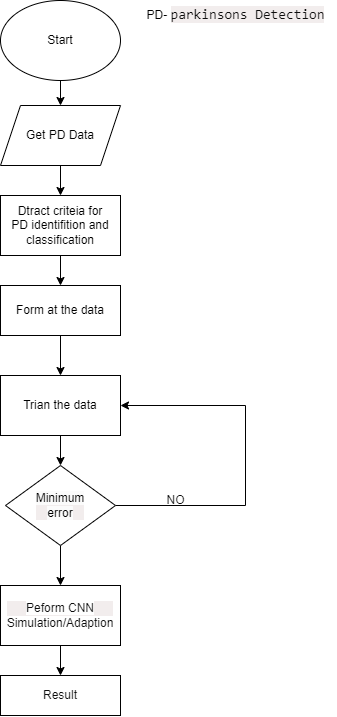 PD- parkinsons Detection
Start
Get PD Data
Dtract criteia for
PD identifition and
classification
Form at the data
Trian the data
Minimum
error
NO
Peform CNN
Simulation/Adaption
Result